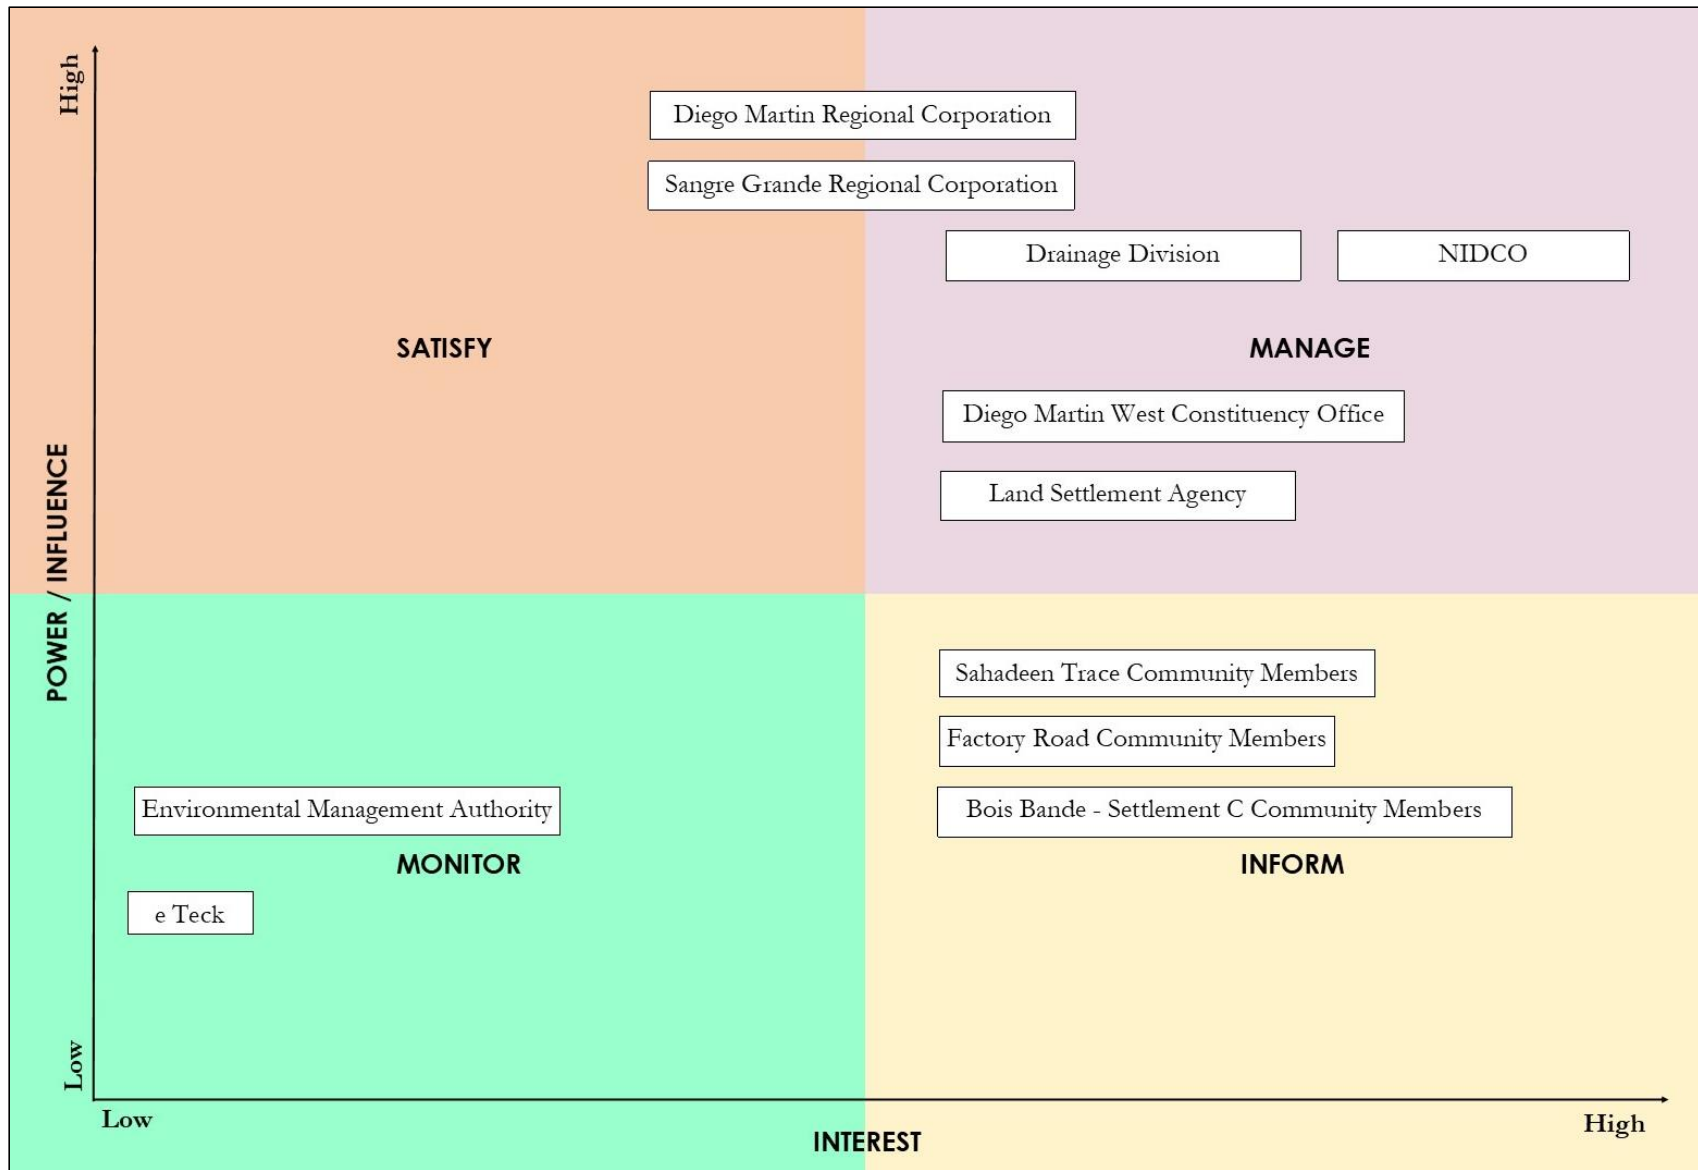 High
Diego Martin Regional Corporation
Sangre Grande Regional Corporation
Drainage Division
NIDCO
SATISFY
MANAGE
Diego Martin West Constituency Office
Land Settlement Agency
POWER / INFLUENCE
Sahadeen Trace Community Members
Factory Road Community Members
Environmental Management Authority
Bois Bande - Settlement C Community Members
MONITOR
INFORM
e Teck
Low
Low
High
INTEREST